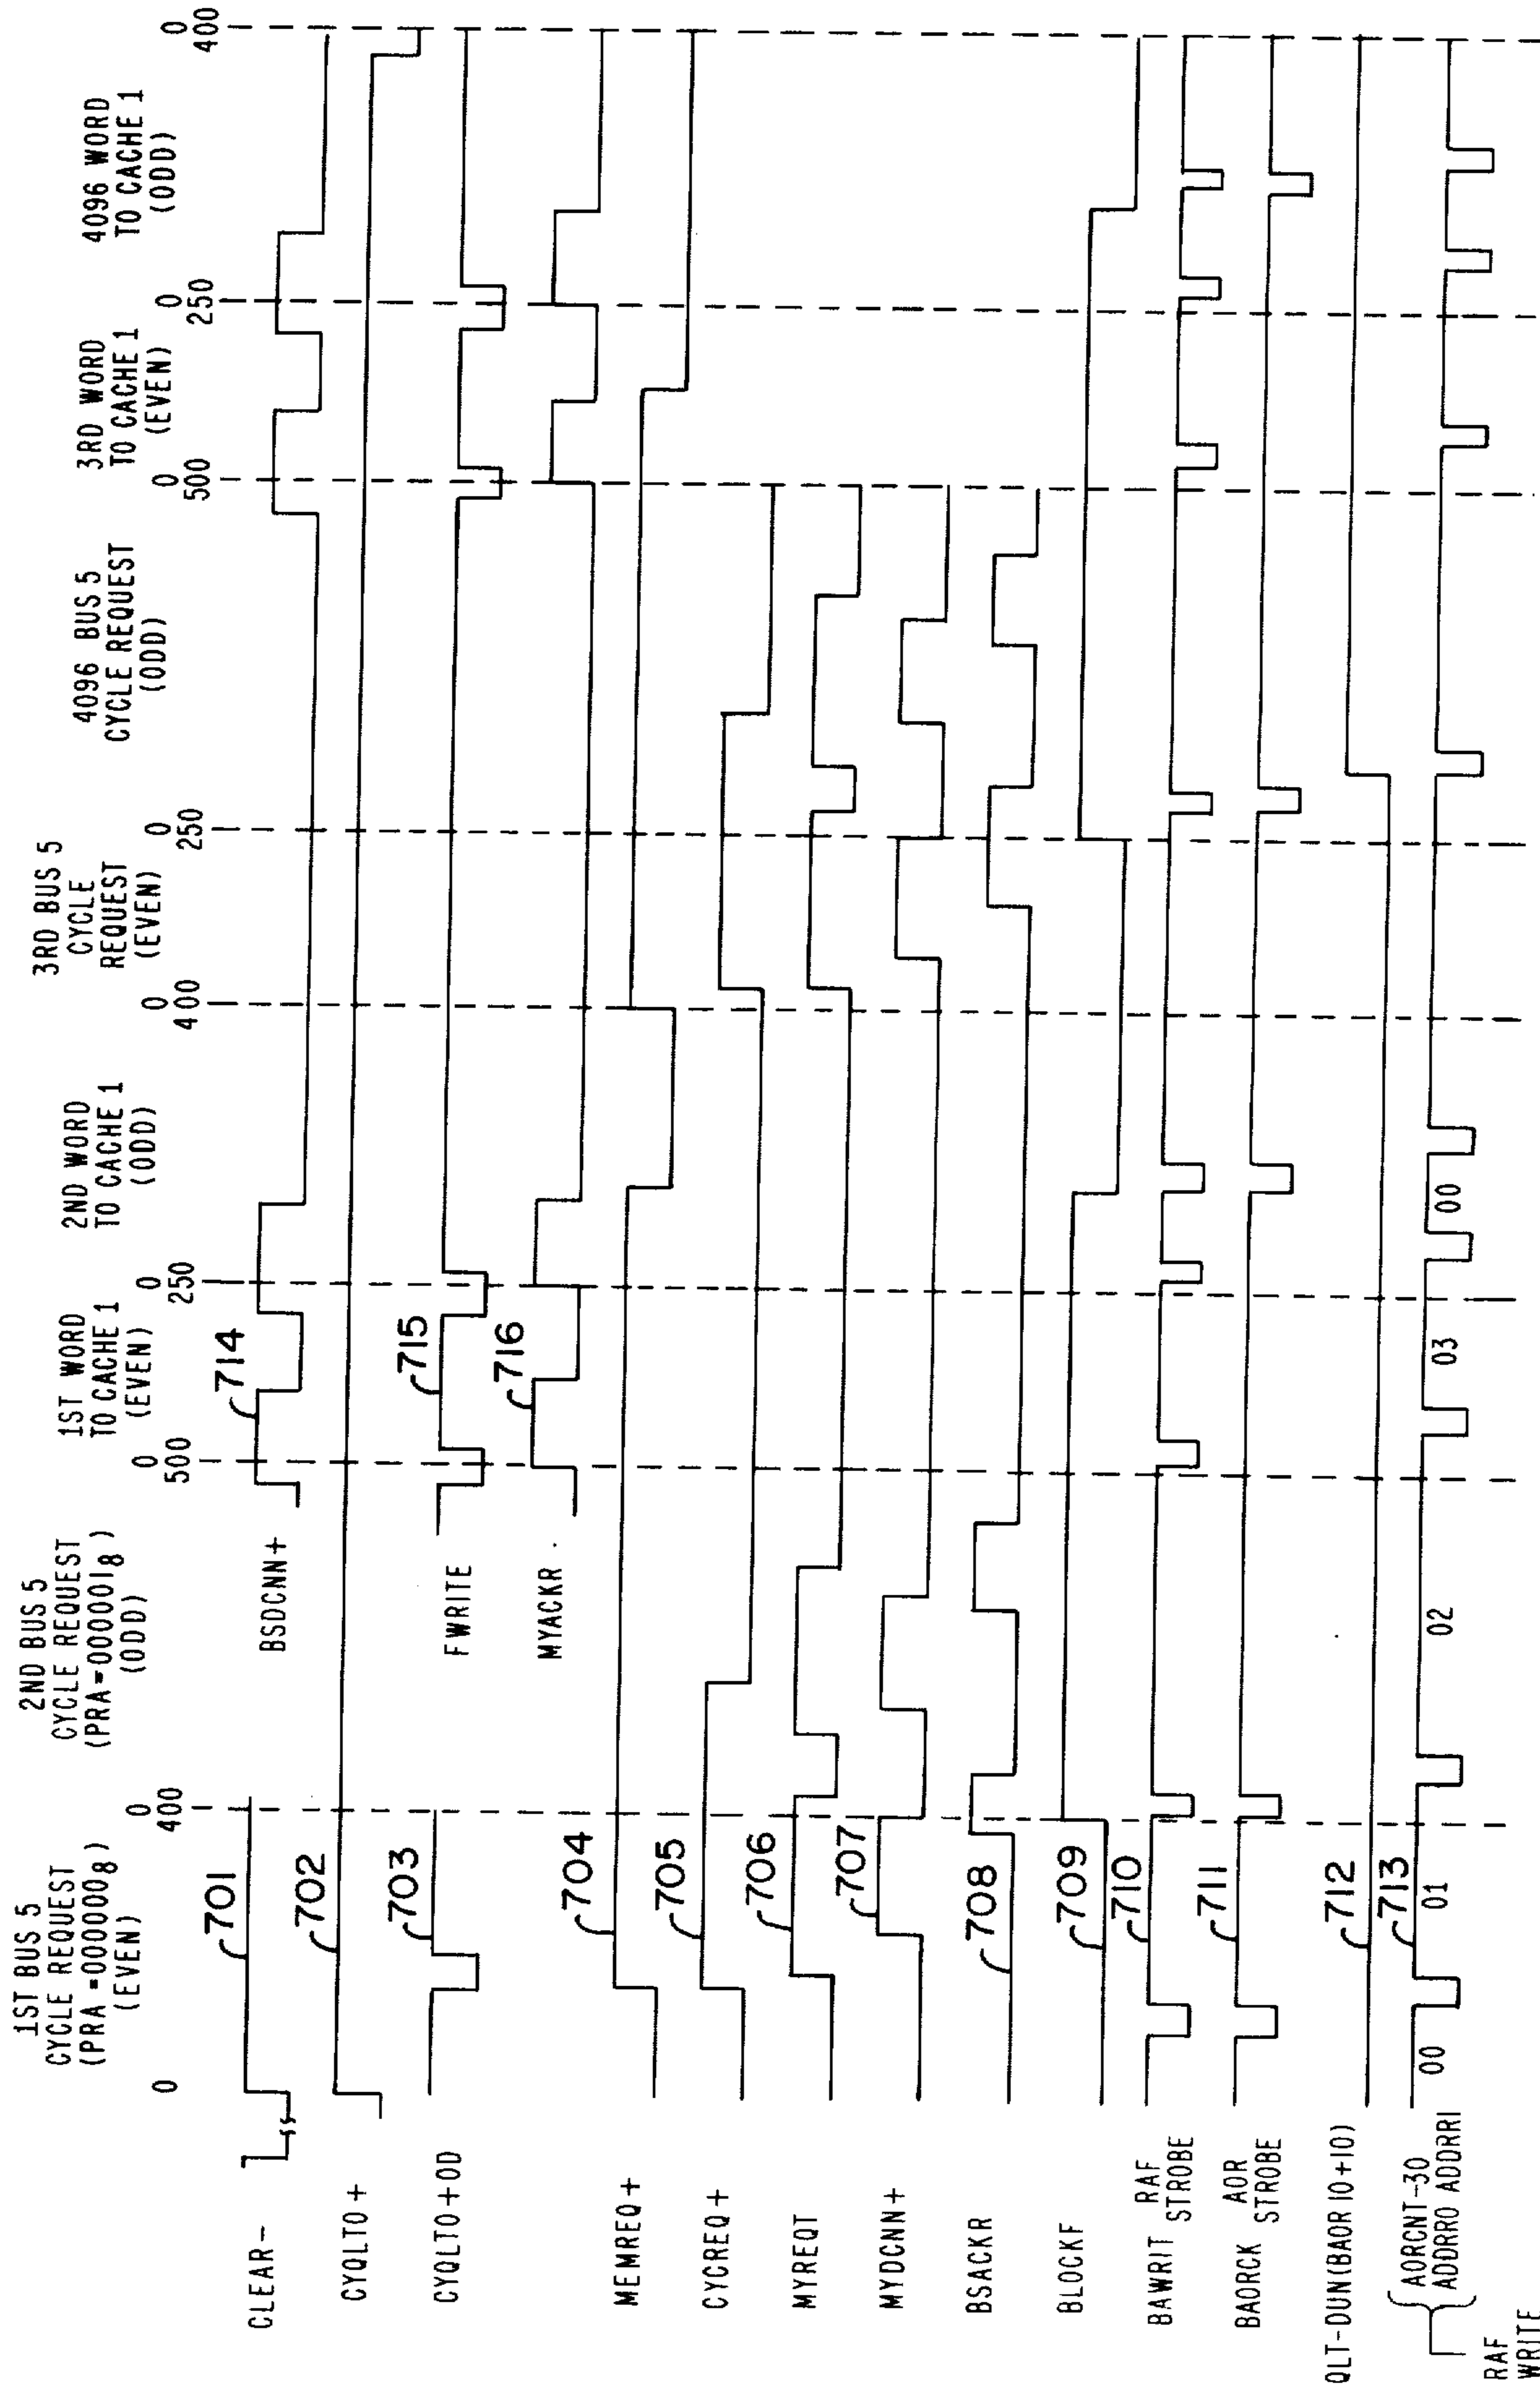 1ST BUS 5
CYCLE REQUEST
(PRA=000000₈)
(EVEN)
2ND BUS 5
CYCLE REQUEST
(PRA=000001₈)
(ODD)
1ST WORD
TO CACHE 1
(EVEN)
2ND WORD
TO CACHE 1
(ODD)
3RD BUS 5
CYCLE
REQUEST
(EVEN)
4096 BUS 5
CYCLE REQUEST
(ODD)
3RD WORD
TO CACHE 1
(EVEN)
4096 WORD
TO CACHE 1
(ODD)
0
0
400
0
500
0
250
0
400
0
250
0
500
0
250
0
400
CLEAR-
701
BSDCNN+
714
CYQLTO+
702
CYQLTO+OD
703
FWRITE
715
MYACKR
716
MEMREQ+
704
CYCREQ+
705
MYREQT
706
MYDCNN+
707
BSACKR
708
BLOCKF
709
BAWRIT RAF
STROBE
710
BAORCK AOR
STROBE
711
QLT-DUN(BAOR10+10)
712
AORCNT-30
ADDRR0 ADDRR1
713
00
01
02
03
00
RAF
WRITE